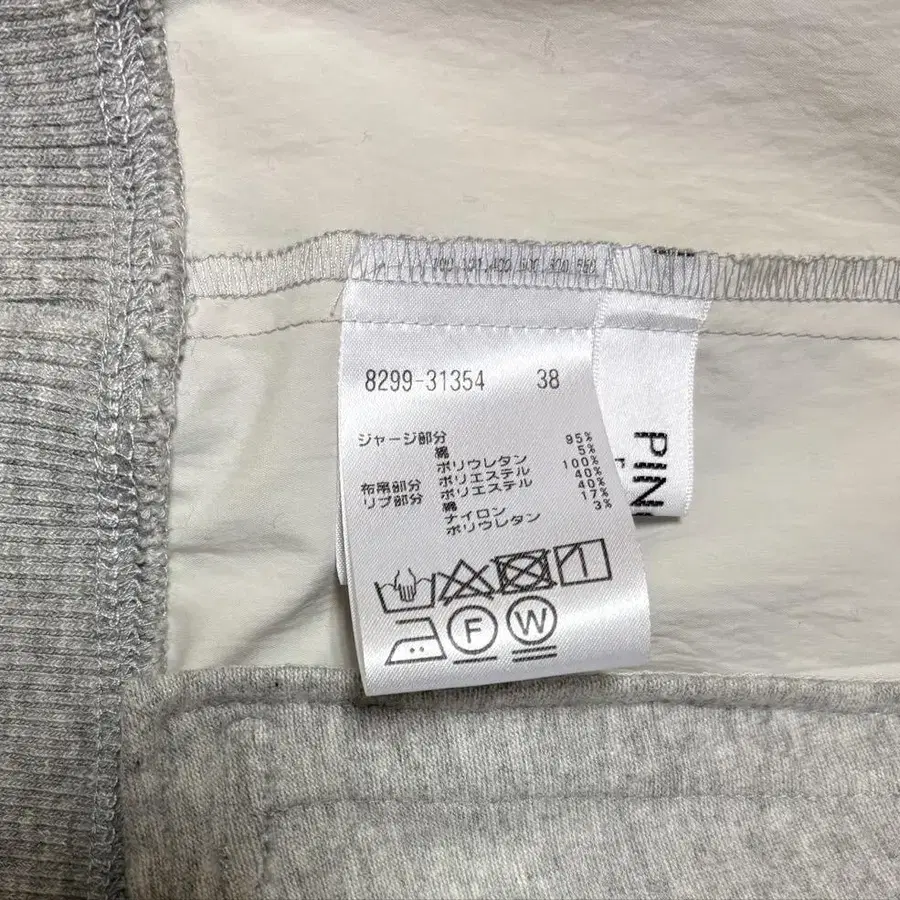 8299-31354 38
ジャージ部分
綿 95%
ポリウレタン 5%
布帛部分 ポリエステル 100%
リブ部分 ポリエステル 40%
綿 40%
ナイロン 17%
ポリウレタン 3%
F W
PIN